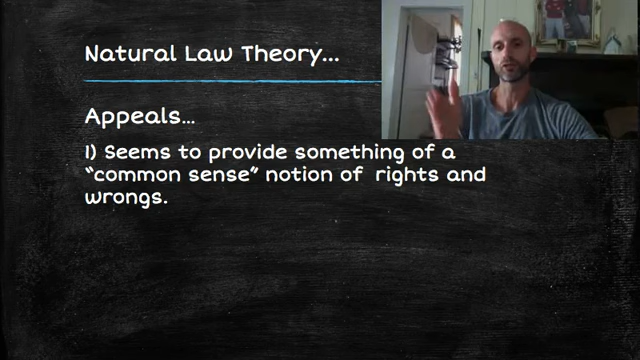 Natural Law Theory...
Appeals...
1) Seems to provide something of a
“common sense” notion of rights and
wrongs.